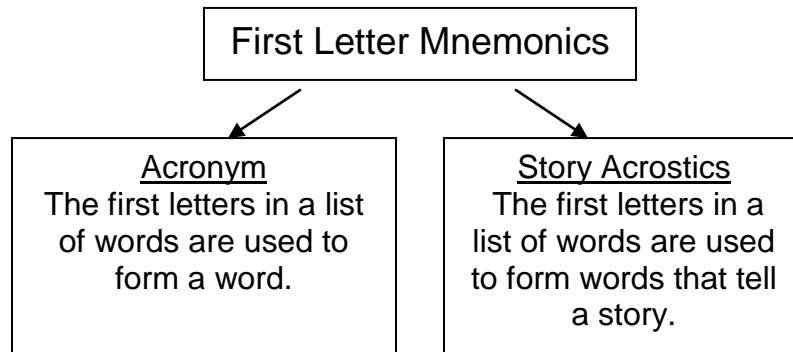 First Letter Mnemonics
Acronym
The first letters in a list
of words are used to
form a word.
Story Acrostics
The first letters in a
list of words are used
to form words that tell
a story.